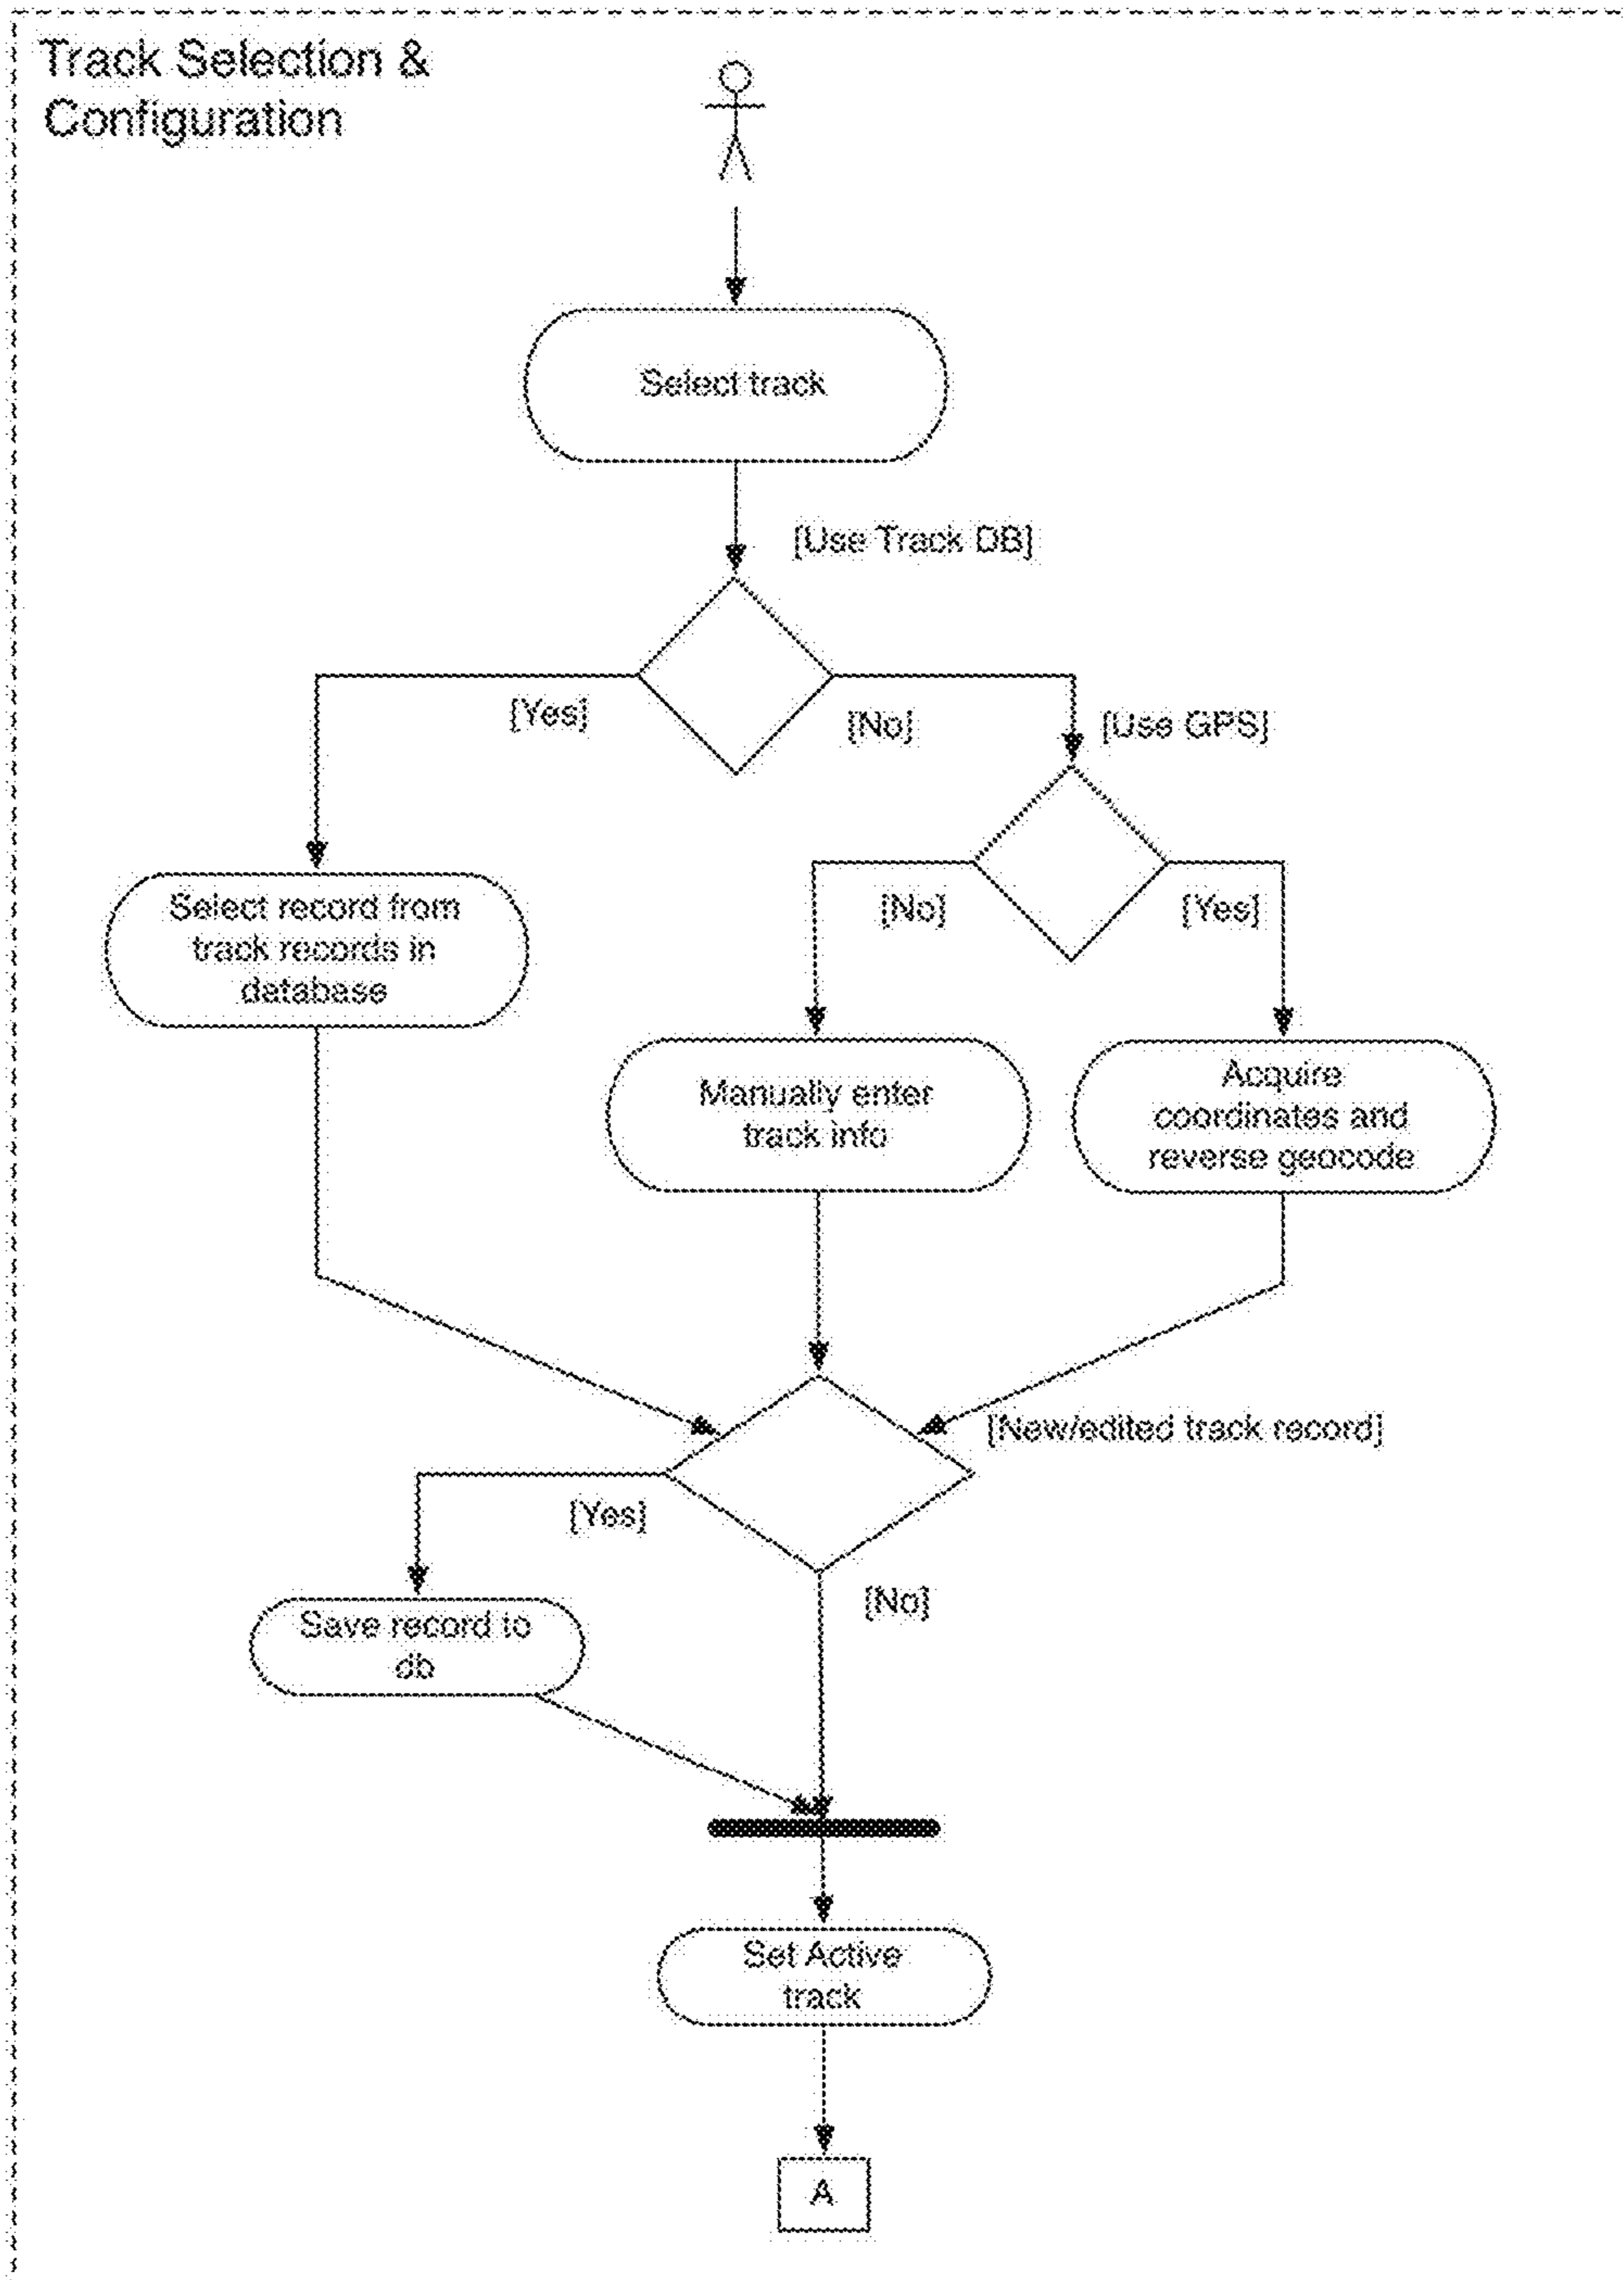 Track Selection &
Configuration
Select track
[Use Track DB]
[Yes]
[No]
[Use GPS]
[No]
[Yes]
Select record from
track records in
database
Manually enter
track info
Acquire
coordinates and
reverse geocode
[New/edited track record]
[Yes]
[No]
Save record to
db
Set Active
track
A